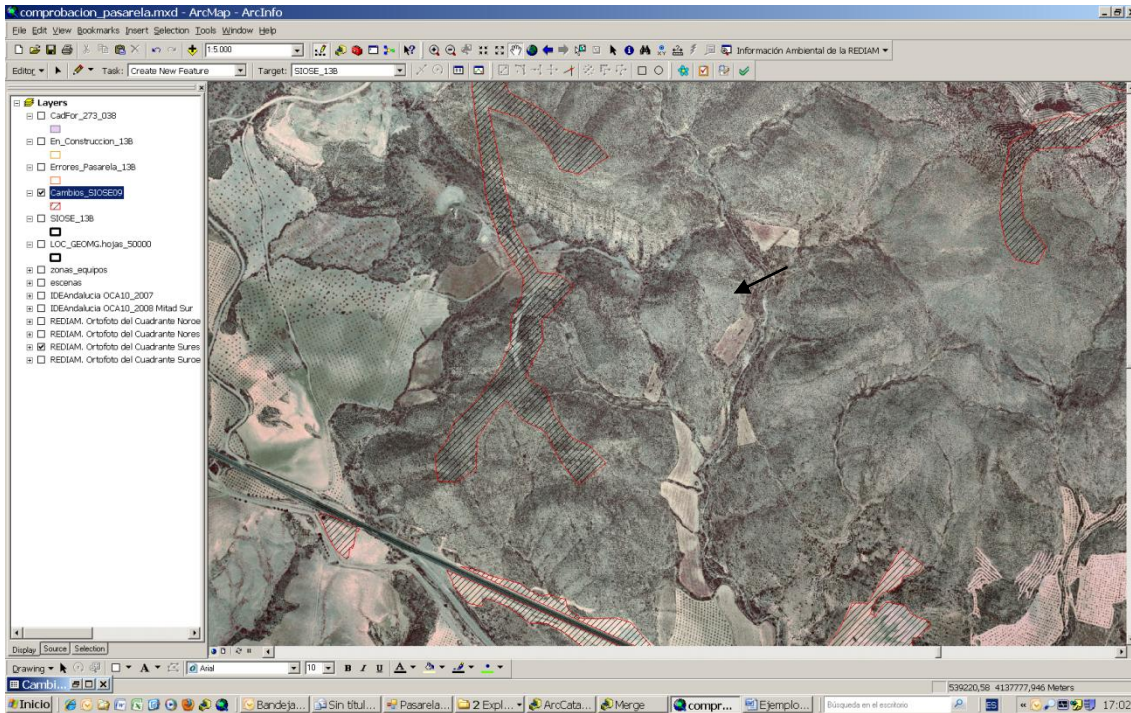 comprobacion_pasarela.mxd - ArcMap - ArcInfo
File Edit View Bookmarks Insert Selection Tools Window Help
1:5.000 Información Ambiental de la REDIAM
Editor Task: Create New Feature Target: SIOSE_13B
Layers
CadFor_273_038
En_Construccion_13B
Errores_Pasarela_13B
Cambios_SIOSE09
SIOSE_13B
LOC_GEOMG.hojas_50000
zonas_equipos
escenas
IDEAndalucia OCA10_2007
IDEAndalucia OCA10_2008 Mitad Sur
REDIAM. Ortofoto del Cuadrante Noroe
REDIAM. Ortofoto del Cuadrante Nores
REDIAM. Ortofoto del Cuadrante Sures
REDIAM. Ortofoto del Cuadrante Suroe
Display Source Selection
Drawing A Arial 10 B I U A
Cambi...
539220,58 4137777,946 Meters
Inicio Bandeja... Sin títul... Pasarela... 2 Expl... ArcCata... Merge compr... Ejemplo... Búsqueda en el escritorio ES 17:02